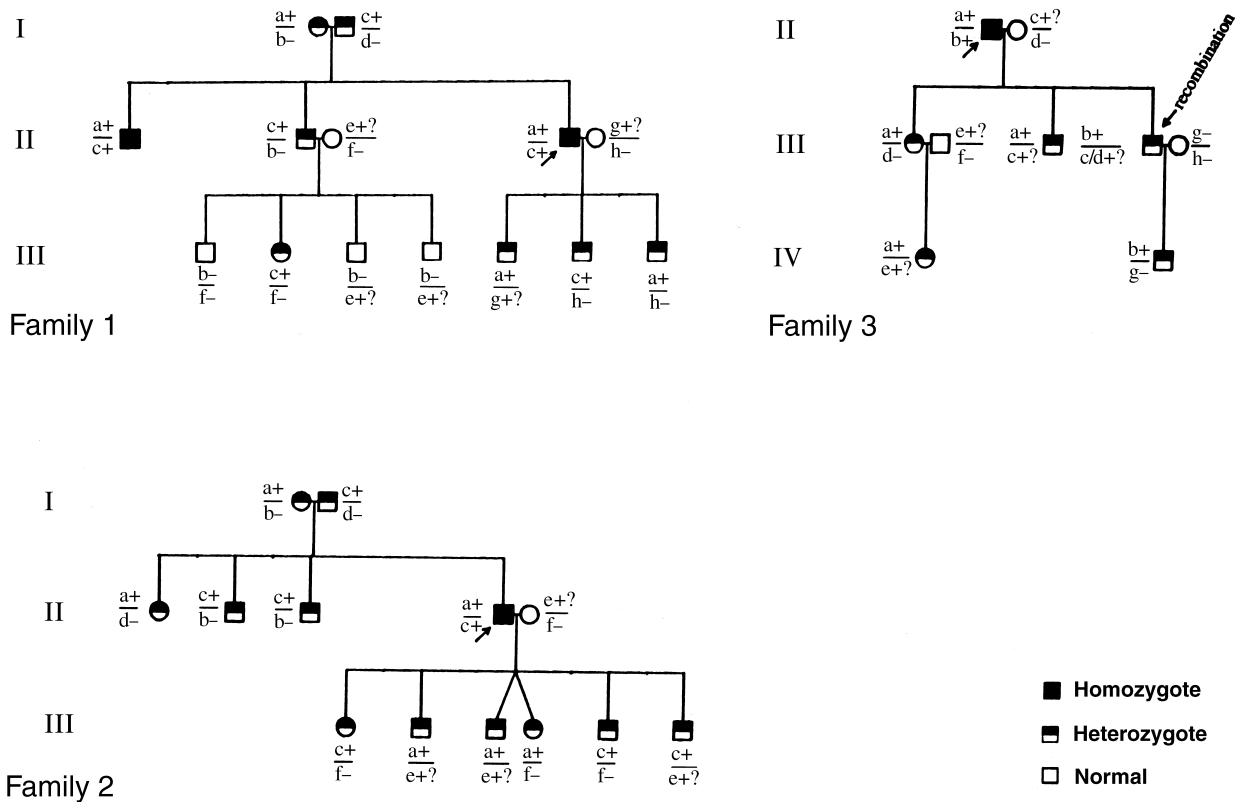 I
a+ c+
b– d–
II
a+ c+ e+? a+ g+?
c+ b– f– c+ h–
III
b– c+ b– b– a+ c+ a+
f– f– e+? e+? g+? h– h–
Family 1
II
a+ c+?
b+ d–
recombination
III
a+ e+? a+ b+ g–
d– f– c+? c/d+? h–
IV
a+ b+
e+? g–
Family 3
I
a+ c+
b– d–
II
a+ c+ c+ a+ e+?
d– b– b– c+ f–
III
c+ a+ a+ a+ c+ c+
f– e+? e+? f– f– e+?
Family 2
Homozygote
Heterozygote
Normal